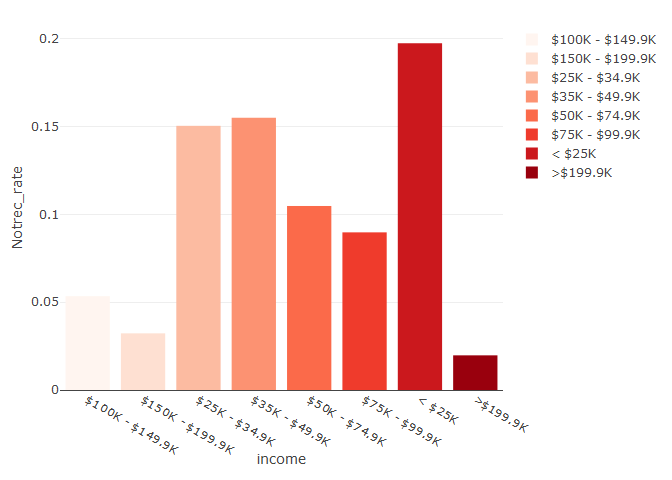 0.2
0.15
0.1
0.05
0
Notrec_rate
$100K - $149.9K
$150K - $199.9K
$25K - $34.9K
$35K - $49.9K
$50K - $74.9K
$75K - $99.9K
< $25K
>$199.9K
income
$100K - $149.9K
$150K - $199.9K
$25K - $34.9K
$35K - $49.9K
$50K - $74.9K
$75K - $99.9K
< $25K
>$199.9K